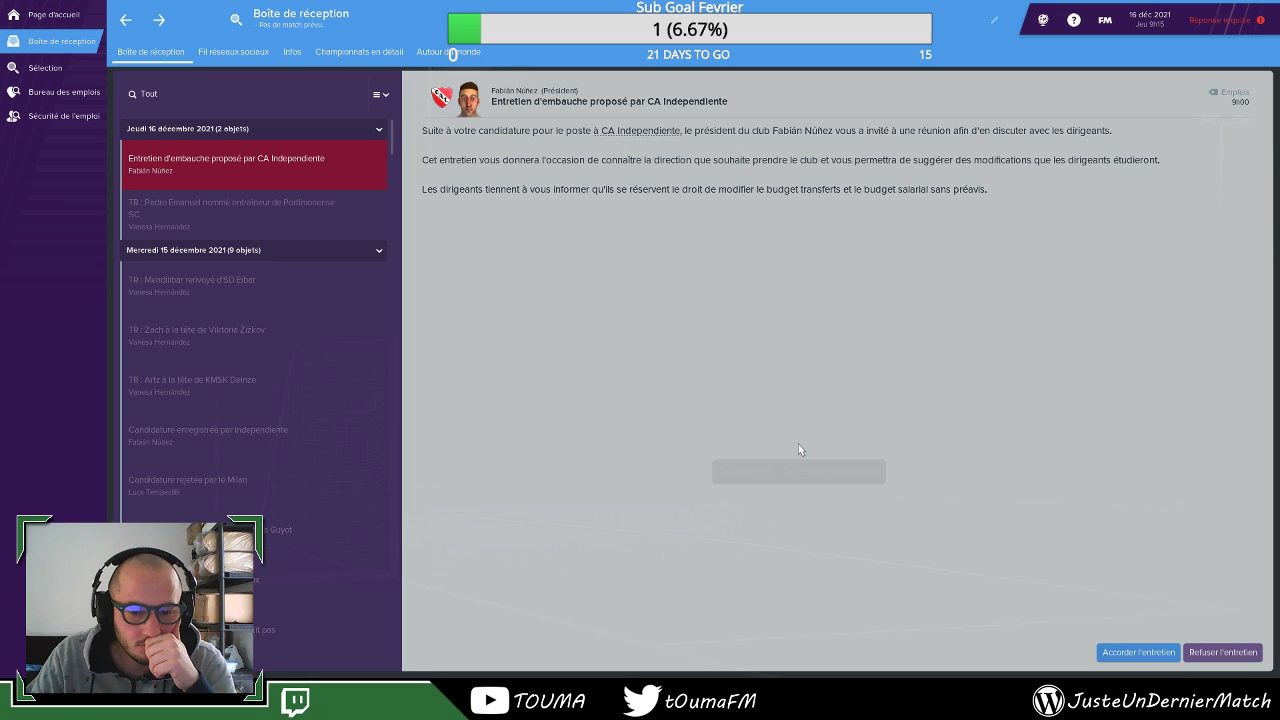 Page d'accueil
Boîte de réception
Sélection
Bureau des emplois
Sécurité de l'emploi
Boîte de réception
- Pas de match prévu.
Boîte de réception
Fil réseaux sociaux
Infos
Championnats en détail
Autour du monde
Sub Goal Fevrier
1 (6.67%)
0
21 DAYS TO GO
15
FM
16 déc 2021
Jeu 9h15
Réponse requise
Tout
Jeudi 16 décembre 2021 (2 objets)
Entretien d'embauche proposé par CA Independiente
Fabián Núñez
TR : Pedro Emanuel nommé entraîneur de Portimonense
SC
Vanesa Hernández
Mercredi 15 décembre 2021 (9 objets)
TR : Mendilibar renvoyé d'SD Eibar
Vanesa Hernández
TR : Zach à la tête de Viktoria Žižkov
Vanesa Hernández
TR : Artz à la tête de KMSK Deinze
Vanesa Hernández
Candidature enregistrée par Independiente
Fabián Núñez
Candidature rejetée par le Milan
Luca Tempestilli
Guyot
pas
Fabián Núñez (Président)
Entretien d'embauche proposé par CA Independiente
Emplois
9h00
Suite à votre candidature pour le poste à CA Independiente, le président du club Fabián Núñez vous a invité à une réunion afin d'en discuter avec les dirigeants.
Cet entretien vous donnera l'occasion de connaître la direction que souhaite prendre le club et vous permettra de suggérer des modifications que les dirigeants étudieront.
Les dirigeants tiennent à vous informer qu'ils se réservent le droit de modifier le budget transferts et le budget salarial sans préavis.
Accorder l'entretien
Refuser l'entretien
TOUMA
tOumaFM
JusteUnDernierMatch